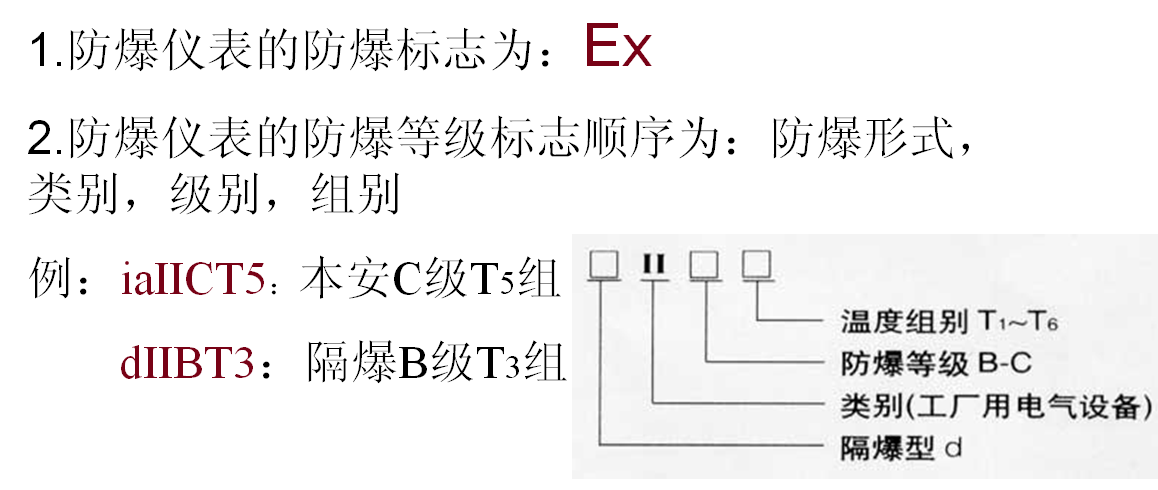 1.防爆仪表的防爆标志为：Ex
2.防爆仪表的防爆等级标志顺序为：防爆形式，
类别，级别，组别
例：iaIICT5：本安C级T5组
dIIBT3：隔爆B级T3组
□ II □ □
温度组别 T1~T6
防爆等级 B-C
类别(工厂用电气设备)
隔爆型 d